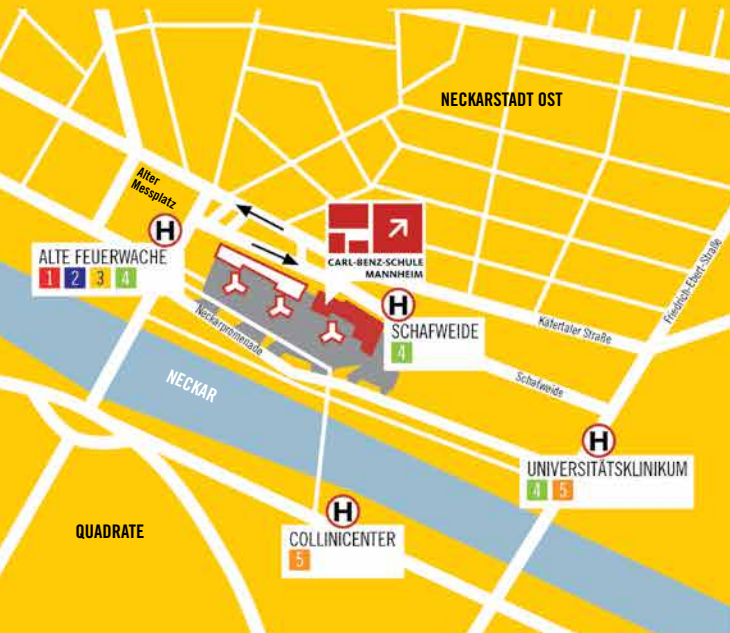 NECKARSTADT OST
Alter
Messplatz
H
ALTE FEUERWACHE
1 2 3 4
CARL-BENZ-SCHULE
MANNHEIM
H
SCHAFWEIDE
4
Friedrich-Ebert-Straße
Käfertaler Straße
Schafweide
Neckarpromenade
NECKAR
H
UNIVERSITÄTSKLINIKUM
4 5
H
COLLINICENTER
5
QUADRATE